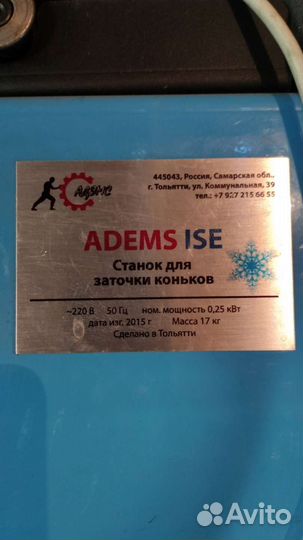 АДЭМС
445043, Россия, Самарская обл.,
г. Тольятти, ул. Коммунальная, 39
тел.: +7 927 215 66 55
ADEMS ISE
Станок для
заточки коньков
~220 В 50 Гц ном. мощность 0,25 кВт
дата изг. 2015 г Масса 17 кг
Сделано в Тольятти
Avito